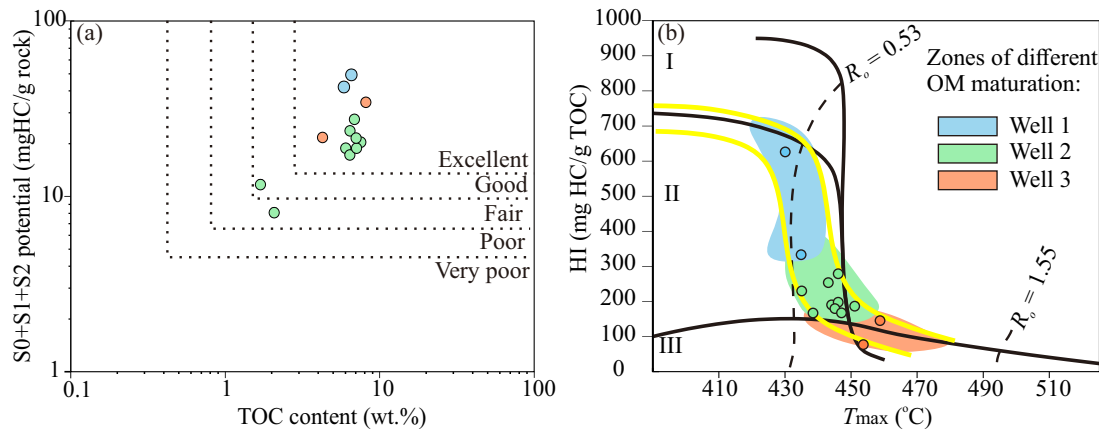 (a)
S0+S1+S2 potential (mgHC/g rock)
100
10
1
Excellent
Good
Fair
Poor
Very poor
0.1
1
10
100
TOC content (wt.%)
(b)
HI (mg HC/g TOC)
1000
900
800
700
600
500
400
300
200
100
0
I
II
III
Rₒ = 0.53
Rₒ = 1.55
Zones of different
OM maturation:
Well 1
Well 2
Well 3
410
430
450
470
490
510
Tmax (°C)